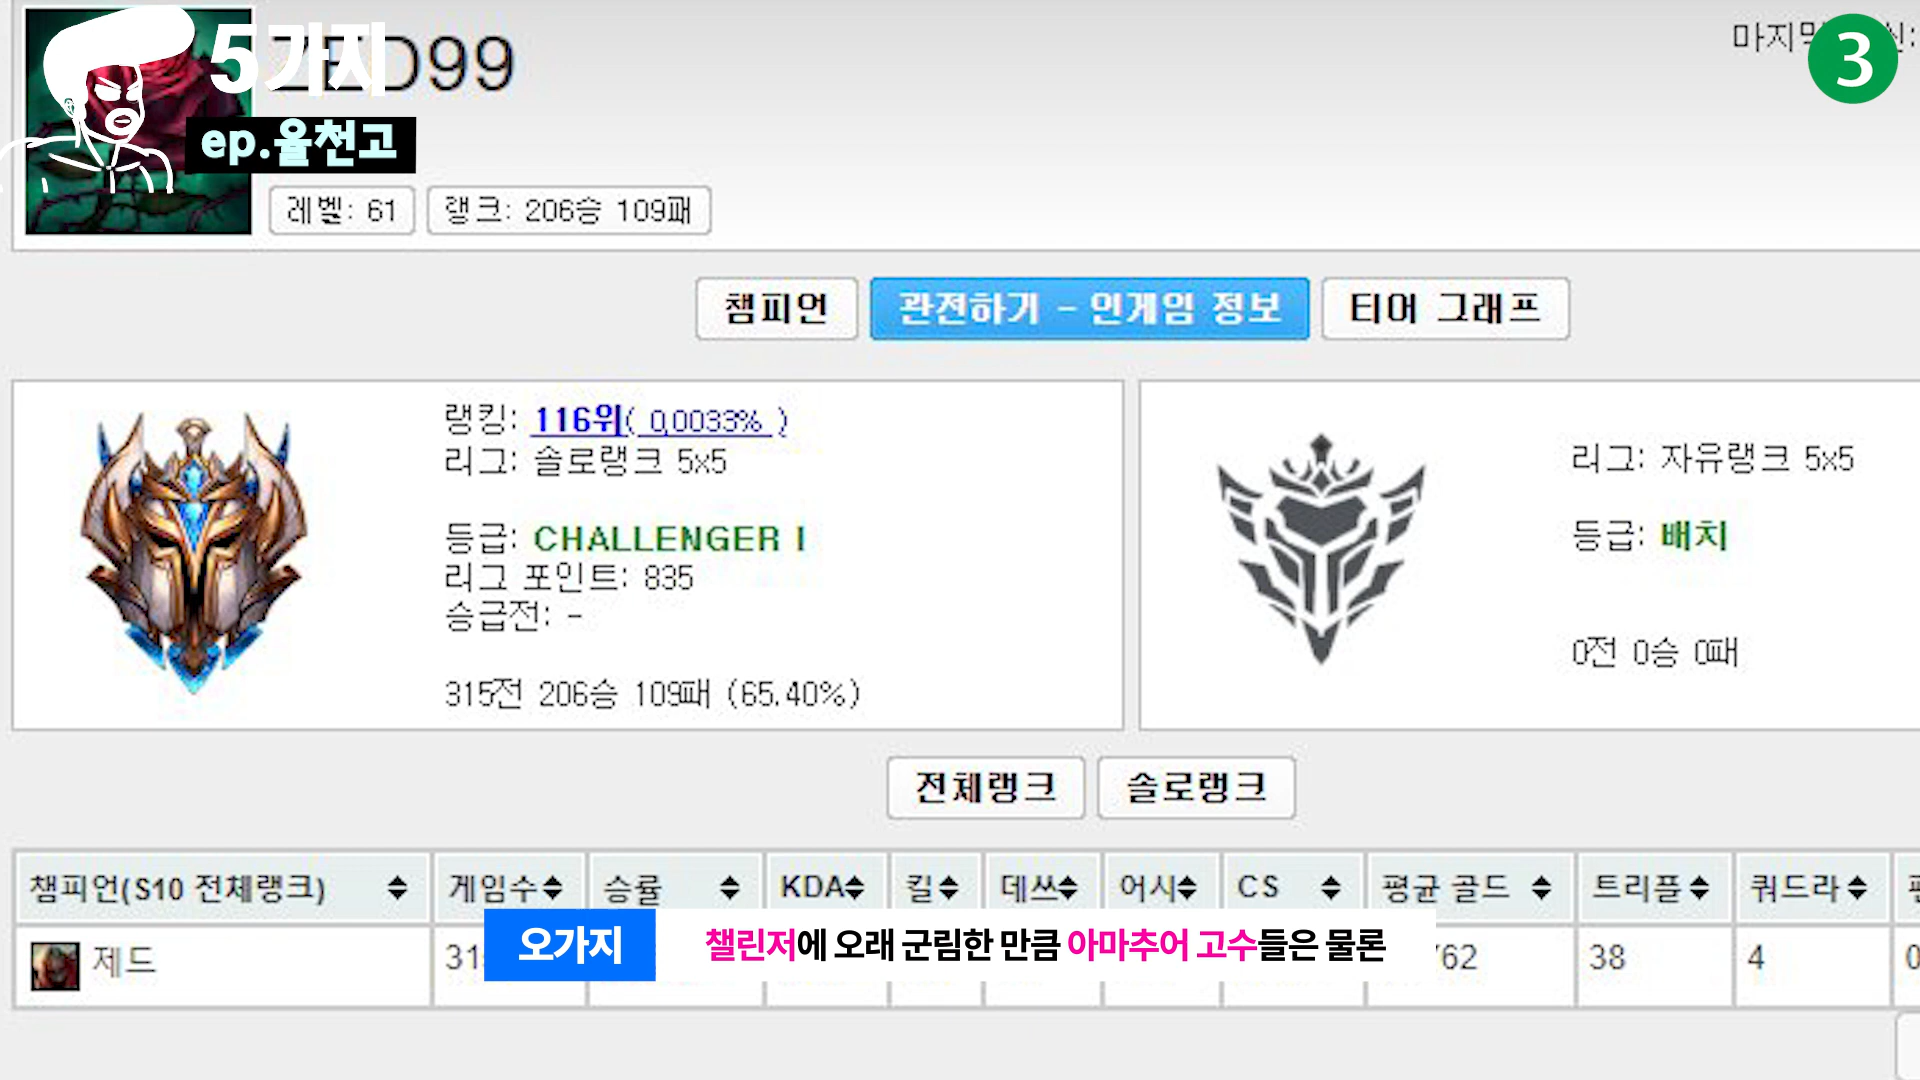 5가지
ZED99
마지막
신:
3
ep.율천고
레벨: 61
랭크: 206승 109패
챔피언
관전하기 - 인게임 정보
티어 그래프
랭킹: 116위( 0,0033% )
리그: 솔로랭크 5x5
등급: CHALLENGER I
리그 포인트: 835
승급전: -
315전 206승 109패 (65.40%)
리그: 자유랭크 5x5
등급: 배치
0전 0승 0패
전체랭크
솔로랭크
챔피언(S10 전체랭크)
게임수
승률
KDA
킬
데쓰
어시
CS
평균 골드
트리플
쿼드라
제드
31
762
38
4
0
오가지
챌린저에 오래 군림한 만큼 아마추어 고수들은 물론